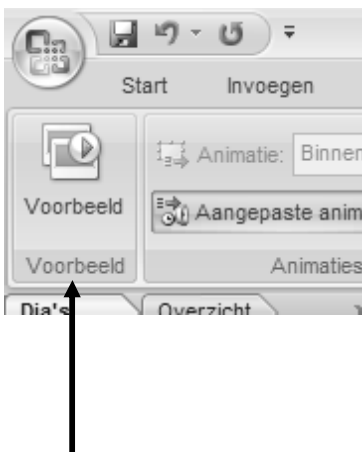 Start Invoegen
Animatie: Binnen
Voorbeeld
Aangepaste anim
Voorbeeld Animaties
Dia's Overzicht